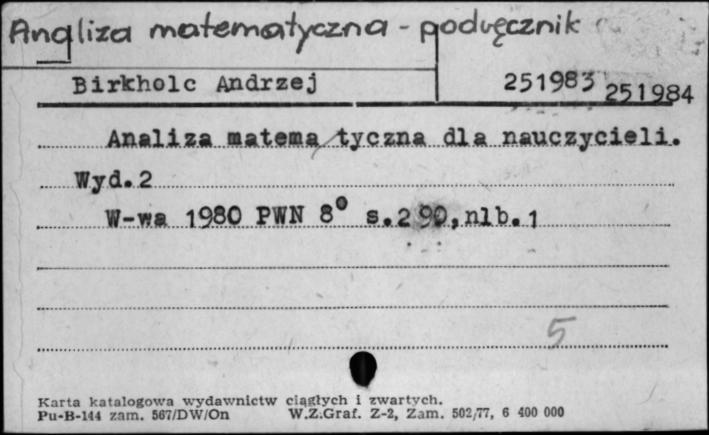 Analiza matematyczna - podręcznik
Birkholc Andrzej 251983 251984
Analiza matematyczna dla nauczycieli.
Wyd.2
W-wa 1980 PWN 8° s.290,nlb.1
5
Karta katalogowa wydawnictw ciągłych i zwartych.
Pu-B-144 zam. 567/DW/On W.Z.Graf. Z-2, Zam. 502/77, 6 400 000